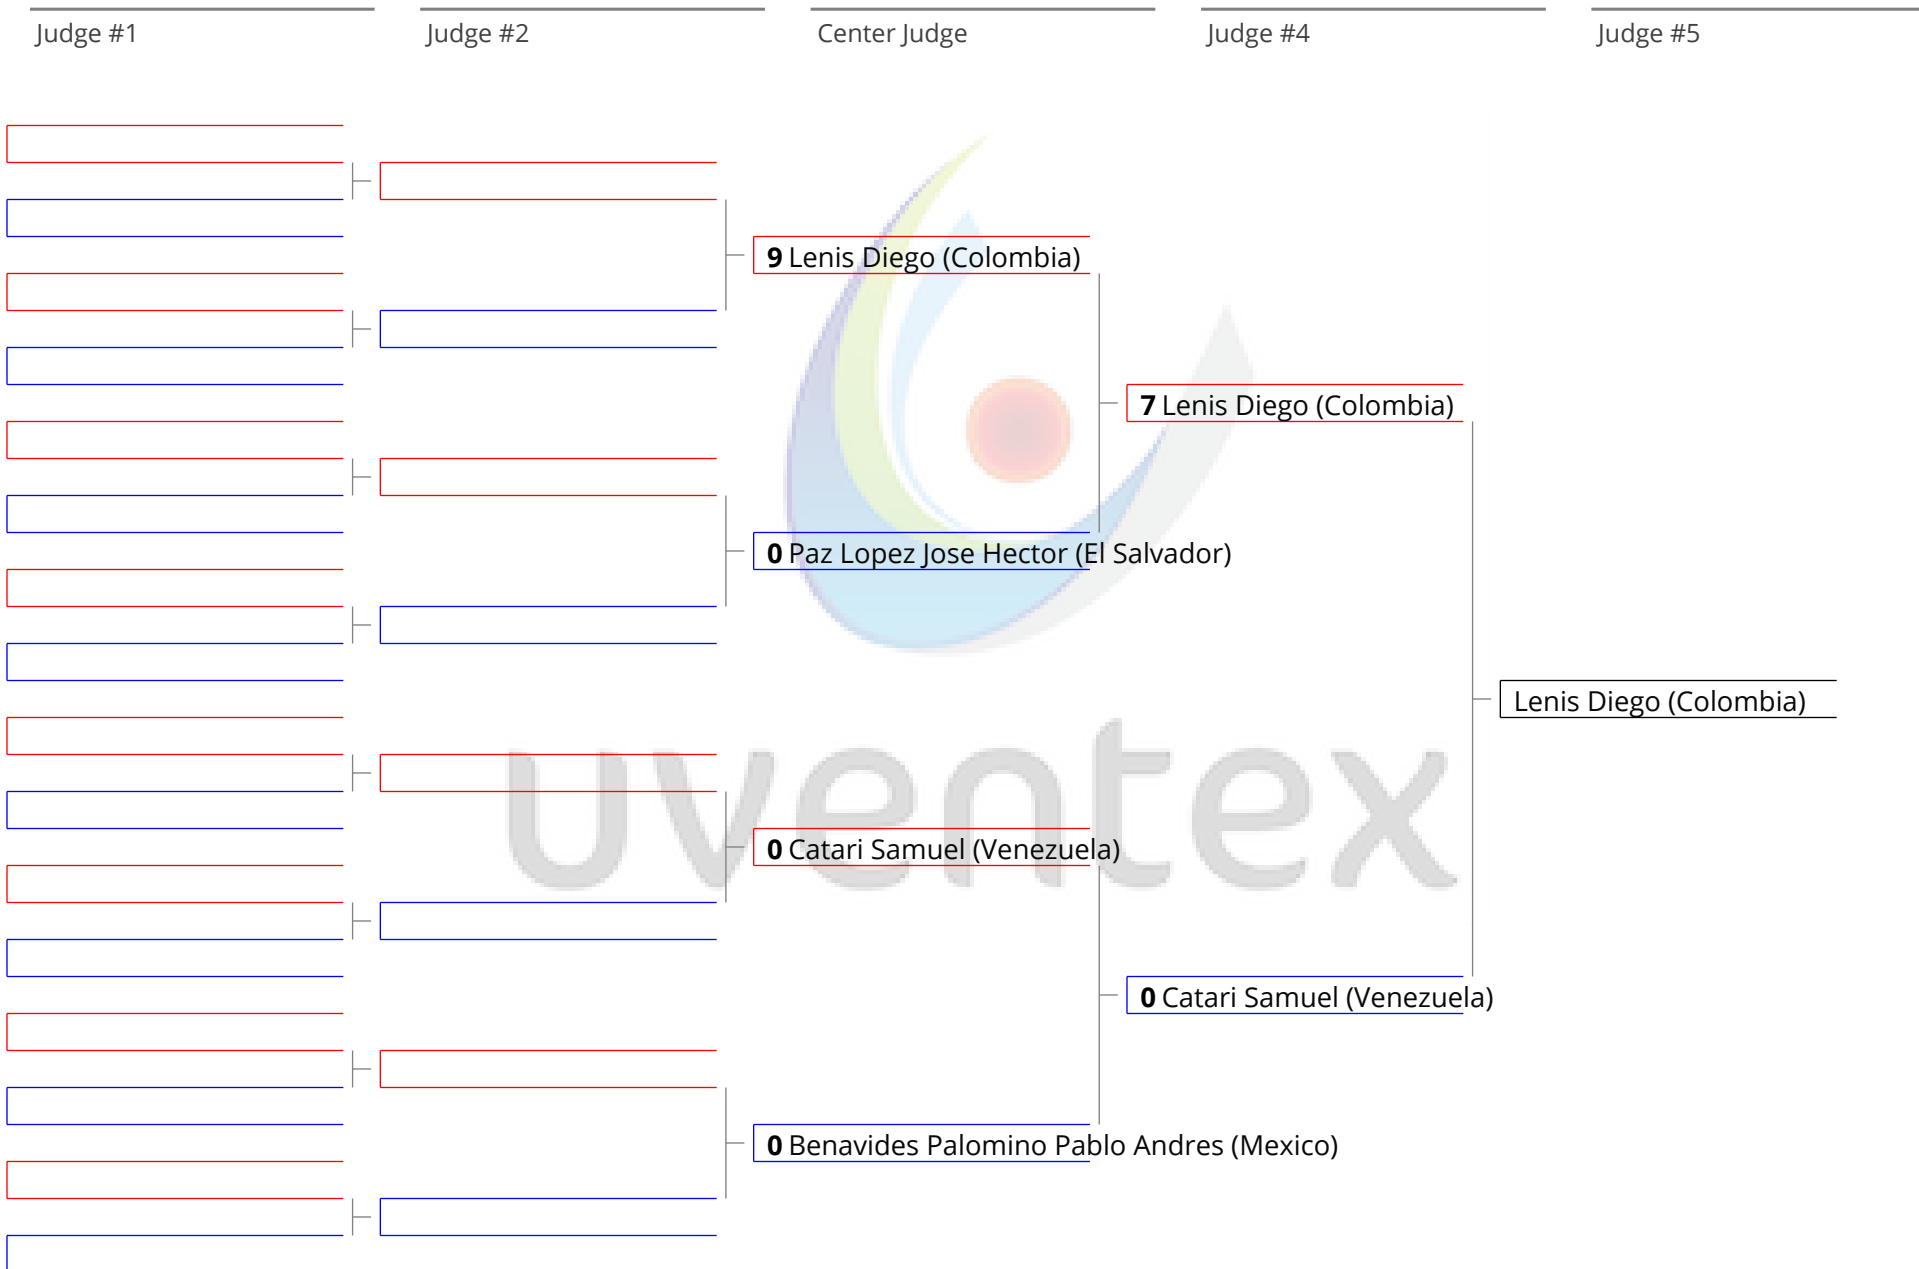 Judge #1
Judge #2
Center Judge
Judge #4
Judge #5
9 Lenis Diego (Colombia)
7 Lenis Diego (Colombia)
0 Paz Lopez Jose Hector (El Salvador)
Lenis Diego (Colombia)
uventex
0 Catari Samuel (Venezuela)
0 Catari Samuel (Venezuela)
0 Benavides Palomino Pablo Andres (Mexico)